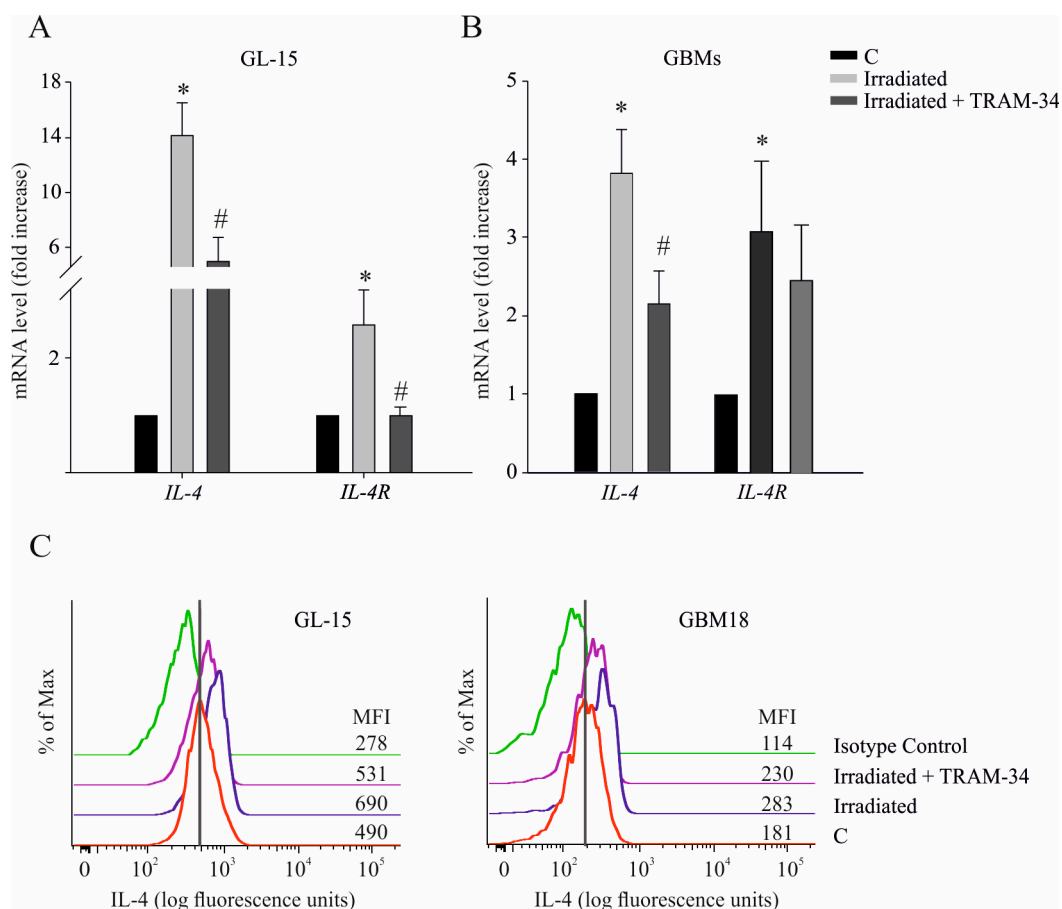 A
GL-15
mRNA level (fold increase)
18
14
10
6
2
*
#
*
#
IL-4
IL-4R
B
GBMs
mRNA level (fold increase)
5
4
3
2
1
0
*
#
*
IL-4
IL-4R
C
Irradiated
Irradiated + TRAM-34
C
GL-15
% of Max
MFI
278
531
690
490
0 10² 10³ 10⁴ 10⁵
IL-4 (log fluorescence units)
GBM18
% of Max
MFI
114 Isotype Control
230 Irradiated + TRAM-34
283 Irradiated
181 C
0 10² 10³ 10⁴ 10⁵
IL-4 (log fluorescence units)